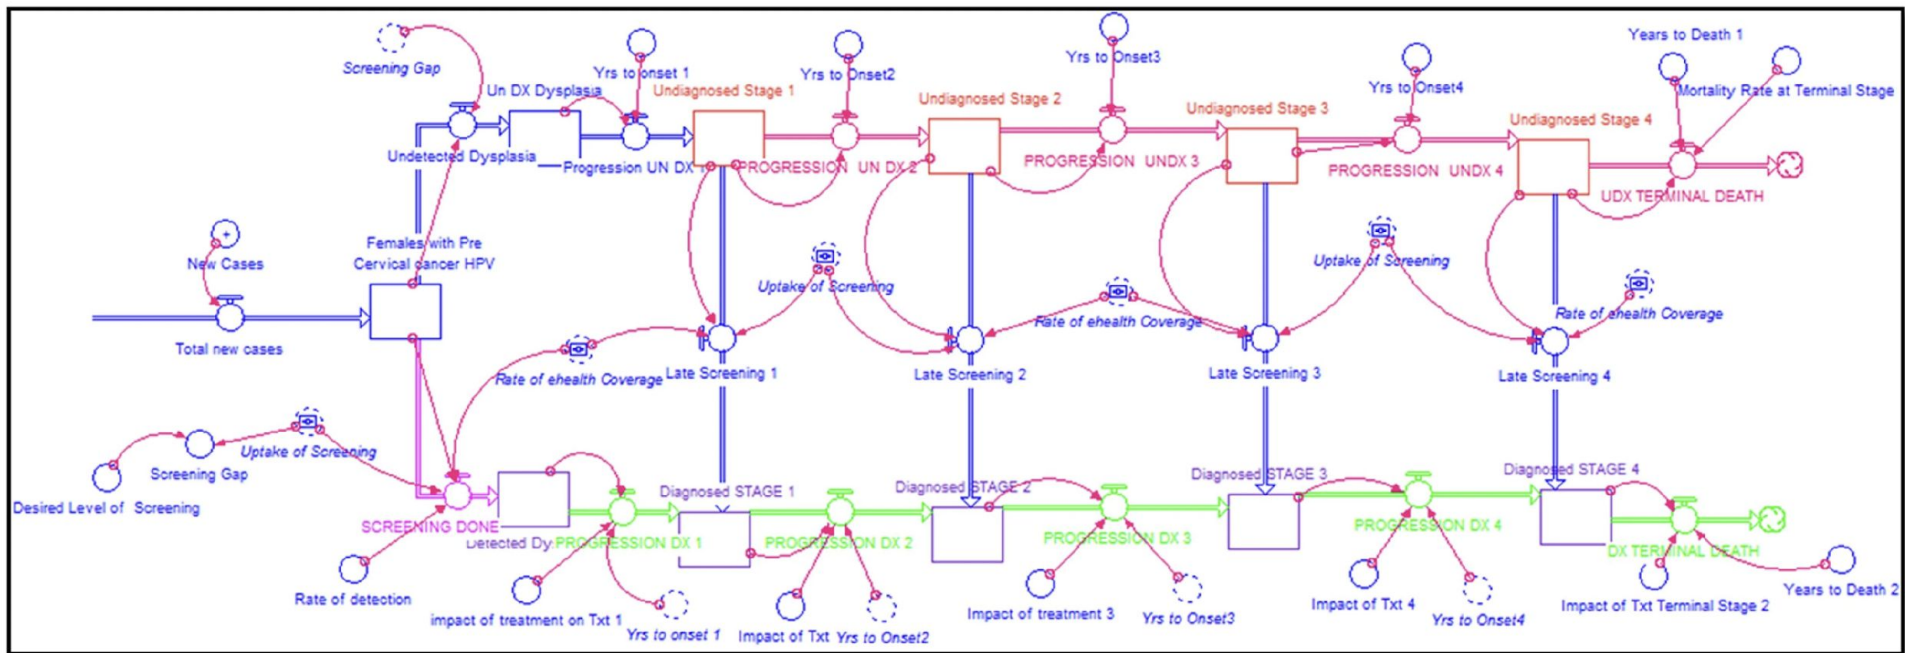 Screening Gap
Yrs to onset 1
Yrs to Onset2
Yrs to Onset3
Yrs to Onset4
Years to Death 1
Mortality Rate at Terminal Stage
Un DX Dysplasia
Undiagnosed Stage 1
Undiagnosed Stage 2
Undiagnosed Stage 3
Undiagnosed Stage 4
Undetected Dysplasia
Progression UN DX 1
PROGRESSION UN DX 2
PROGRESSION UNDX 3
PROGRESSION UNDX 4
UDX TERMINAL DEATH
New Cases
Females with Pre
Cervical cancer HPV
Uptake of Screening
Uptake of Screening
Rate of ehealth Coverage
Rate of ehealth Coverage
Total new cases
Rate of ehealth Coverage
Late Screening 1
Late Screening 2
Late Screening 3
Late Screening 4
Uptake of Screening
Screening Gap
Desired Level of Screening
Diagnosed STAGE 1
Diagnosed STAGE 2
Diagnosed STAGE 3
Diagnosed STAGE 4
SCREENING DONE
Detected Dy
PROGRESSION DX 1
PROGRESSION DX 2
PROGRESSION DX 3
PROGRESSION DX 4
DX TERMINAL DEATH
Rate of detection
impact of treatment on Txt 1
Yrs to onset 1
Impact of Txt
Yrs to Onset2
Impact of treatment 3
Yrs to Onset3
Impact of Txt 4
Yrs to Onset4
Impact of Txt Terminal Stage 2
Years to Death 2